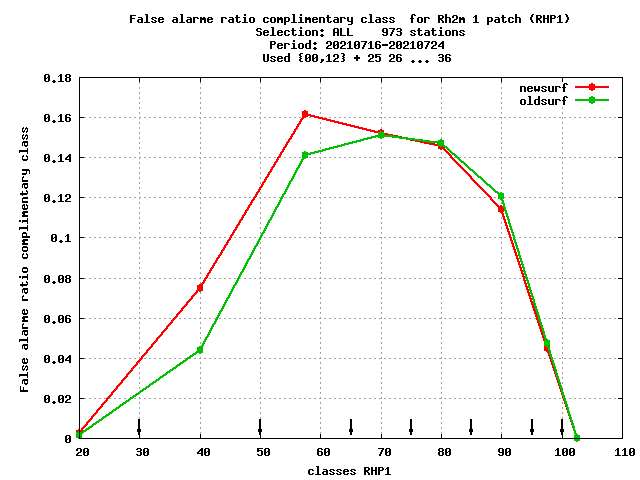 False alarme ratio complimentary class  for Rh2m 1 patch (RHP1)
Selection: ALL    973 stations
Period: 20210716-20210724
Used {00,12} + 25 26 ... 36
newsurf
oldsurf
False alarme ratio complimentary class
0.18
0.16
0.14
0.12
0.1
0.08
0.06
0.04
0.02
0
20 30 40 50 60 70 80 90 100 110
classes RHP1